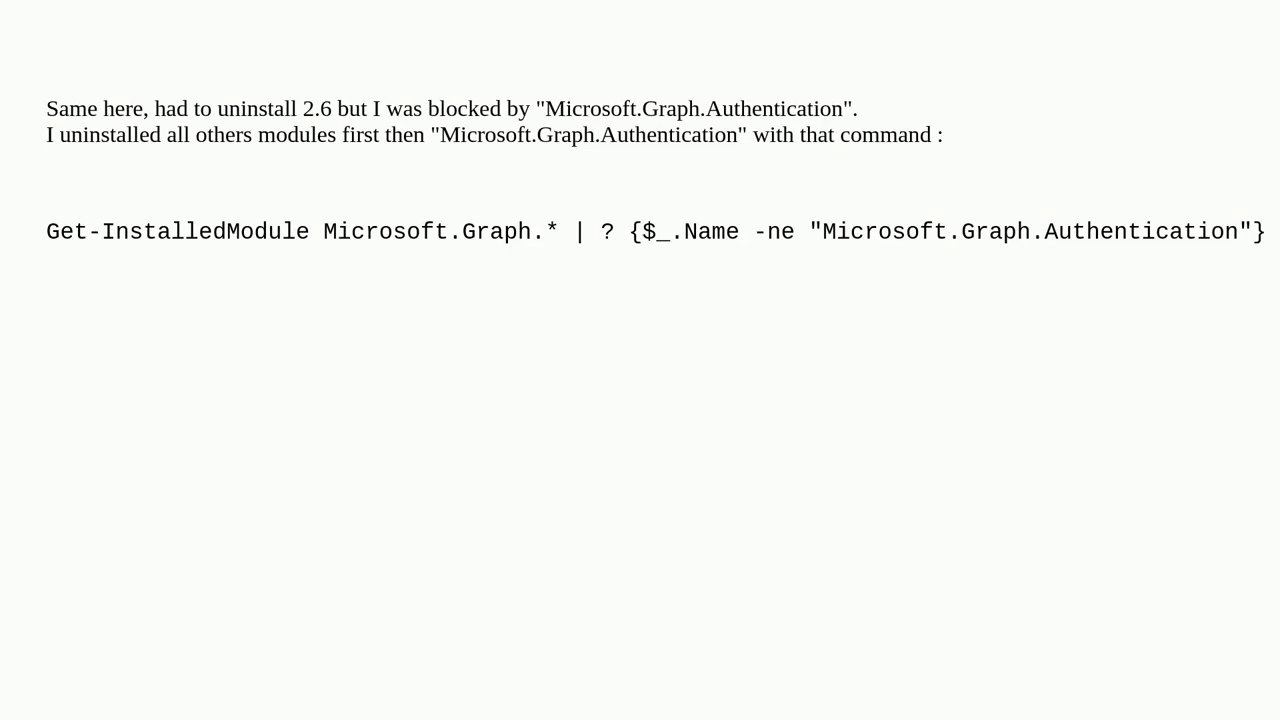 Same here, had to uninstall 2.6 but I was blocked by "Microsoft.Graph.Authentication".
I uninstalled all others modules first then "Microsoft.Graph.Authentication" with that command :
Get-InstalledModule Microsoft.Graph.* | ? {$_.Name -ne "Microsoft.Graph.Authentication"}